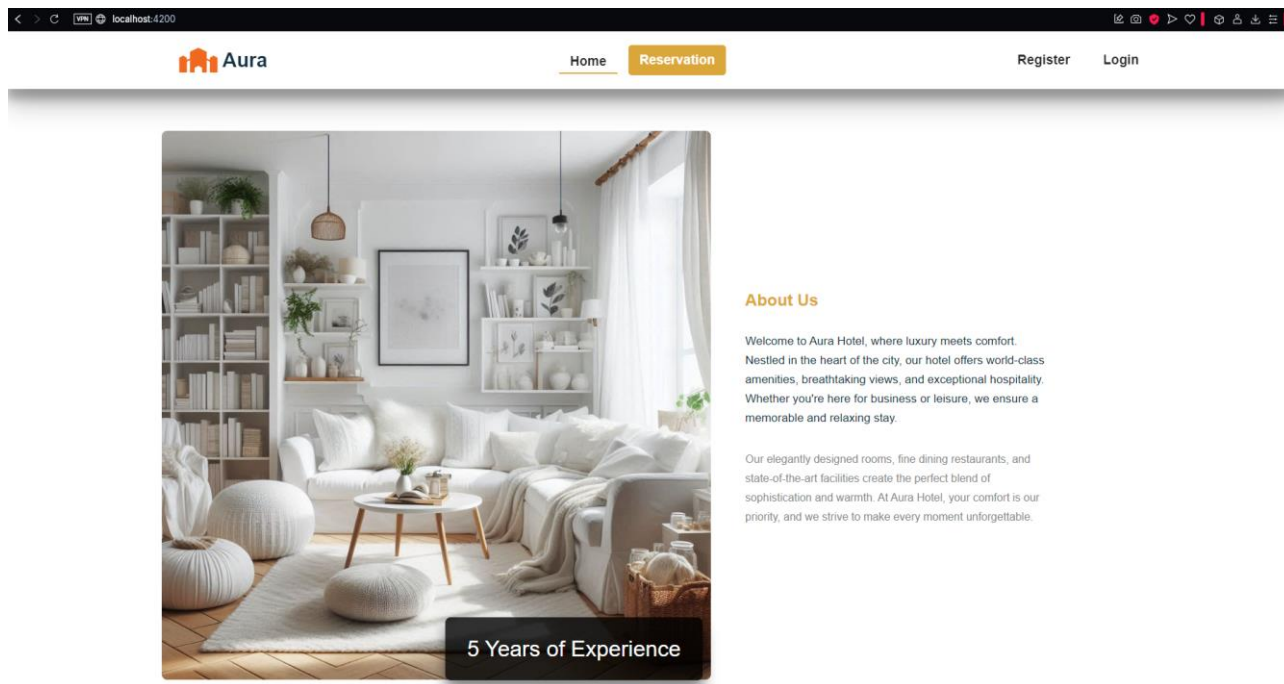 VPN localhost:4200
Aura
Home
Reservation
Register
Login
About Us
Welcome to Aura Hotel, where luxury meets comfort.
Nestled in the heart of the city, our hotel offers world-class
amenities, breathtaking views, and exceptional hospitality.
Whether you're here for business or leisure, we ensure a
memorable and relaxing stay.
Our elegantly designed rooms, fine dining restaurants, and
state-of-the-art facilities create the perfect blend of
sophistication and warmth. At Aura Hotel, your comfort is our
priority, and we strive to make every moment unforgettable.
5 Years of Experience